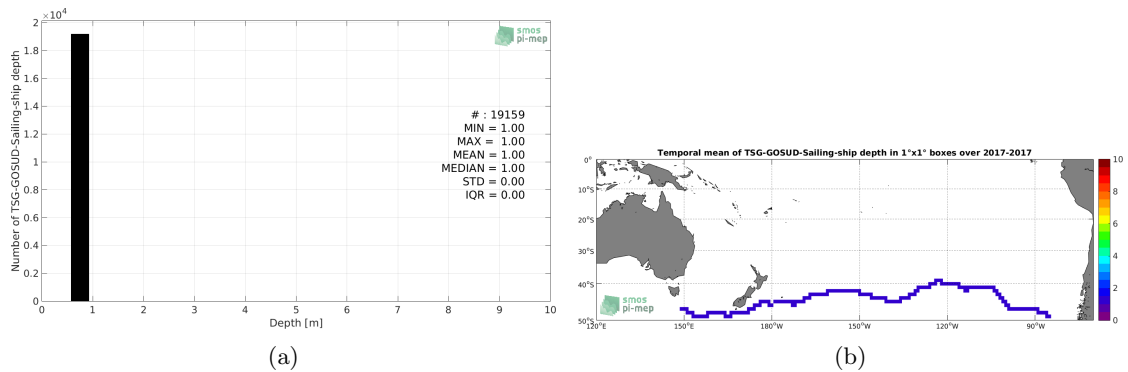 ×10⁴
2
1.8
1.6
1.4
1.2
1
0.8
0.6
0.4
0.2
0
Number of TSG-GOSUD-Sailing-ship depth
smos
pi-mep
# : 19159
MIN = 1.00
MAX = 1.00
MEAN = 1.00
MEDIAN = 1.00
STD = 0.00
IQR = 0.00
0 1 2 3 4 5 6 7 8 9 10
Depth [m]
(a)
Temporal mean of TSG-GOSUD-Sailing-ship depth in 1°x1° boxes over 2017-2017
0°
10°S
20°S
30°S
40°S
50°S
smos
pi-mep
120°E 150°E 180°W 150°W 120°W 90°W
10
8
6
4
2
0
(b)